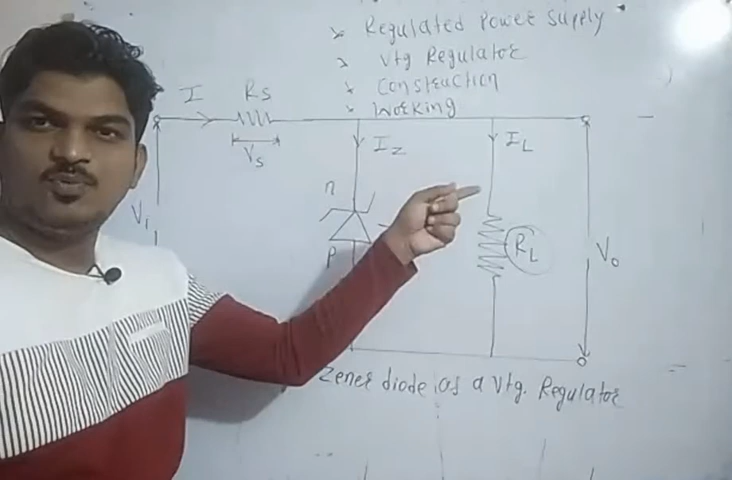 Regulated Power Supply
Vtg Regulator
Construction
Working
I
Rs
Vs
Iz
IL
n
Vi
P
RL
Vo
Zener diode as a Vtg. Regulator